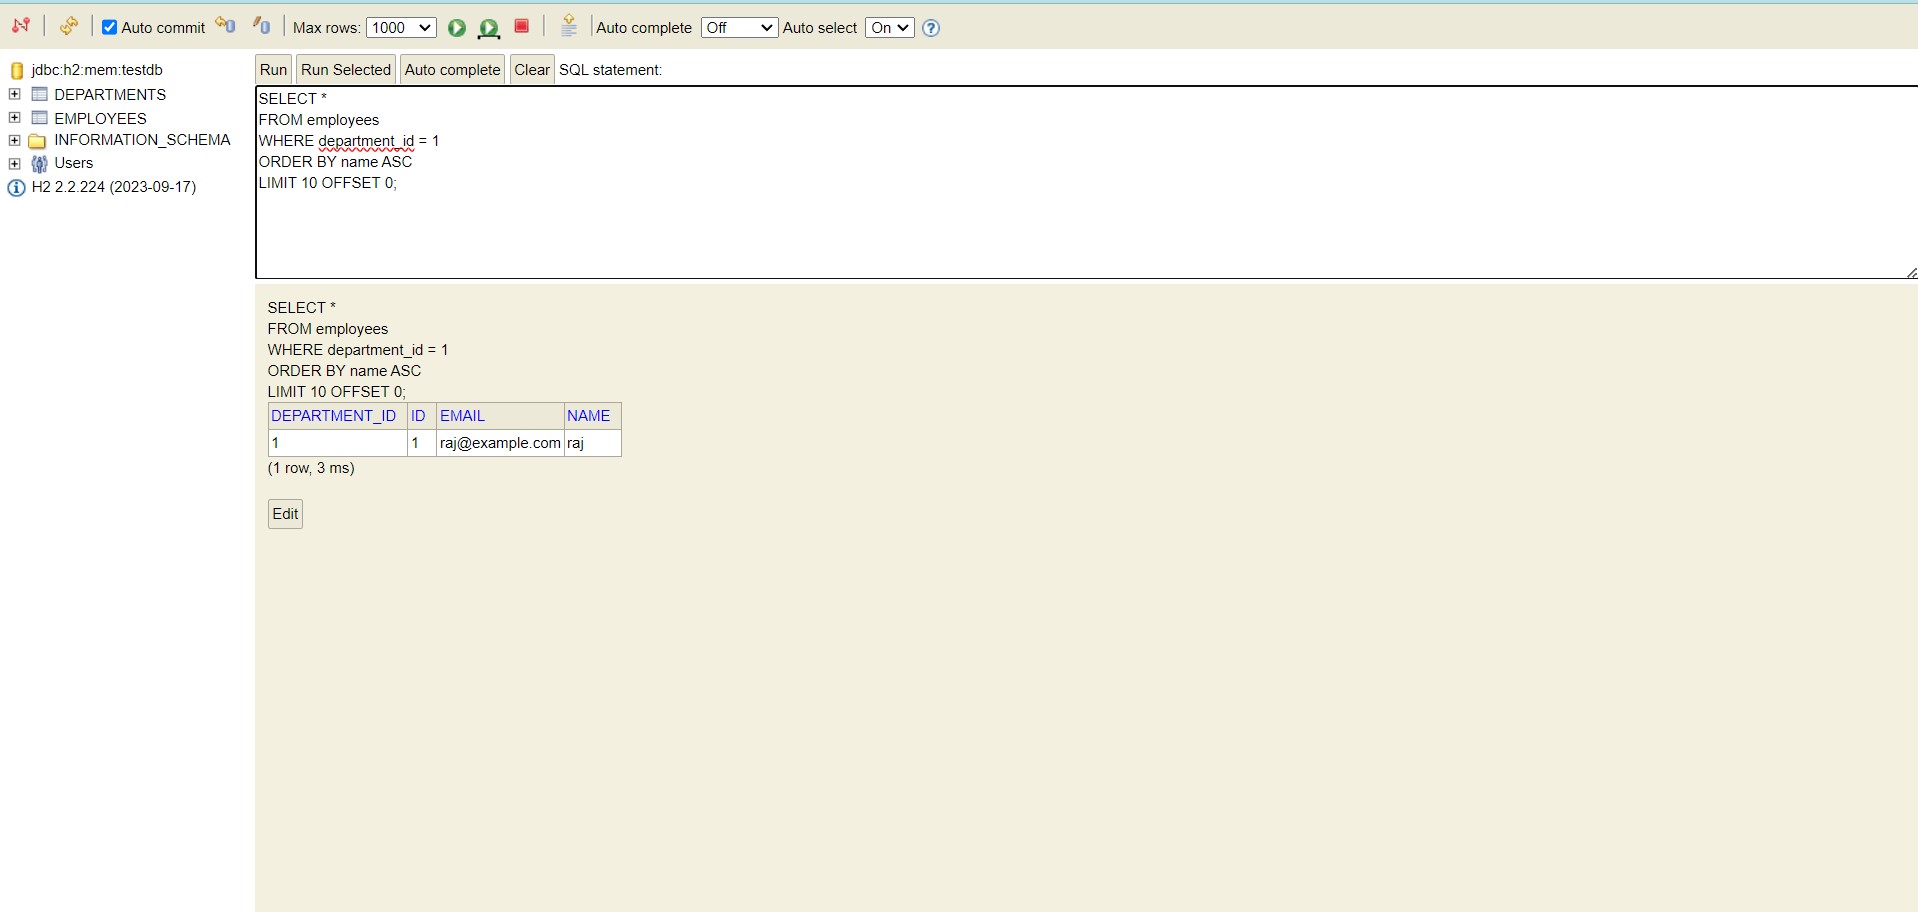 Auto commit Max rows: 1000 Auto complete Off Auto select On ?
jdbc:h2:mem:testdb
DEPARTMENTS
EMPLOYEES
INFORMATION_SCHEMA
Users
H2 2.2.224 (2023-09-17)
Run Run Selected Auto complete Clear SQL statement:
SELECT *
FROM employees
WHERE department_id = 1
ORDER BY name ASC
LIMIT 10 OFFSET 0;
SELECT *
FROM employees
WHERE department_id = 1
ORDER BY name ASC
LIMIT 10 OFFSET 0;
DEPARTMENT_ID ID EMAIL NAME
1 1 raj@example.com raj
(1 row, 3 ms)
Edit